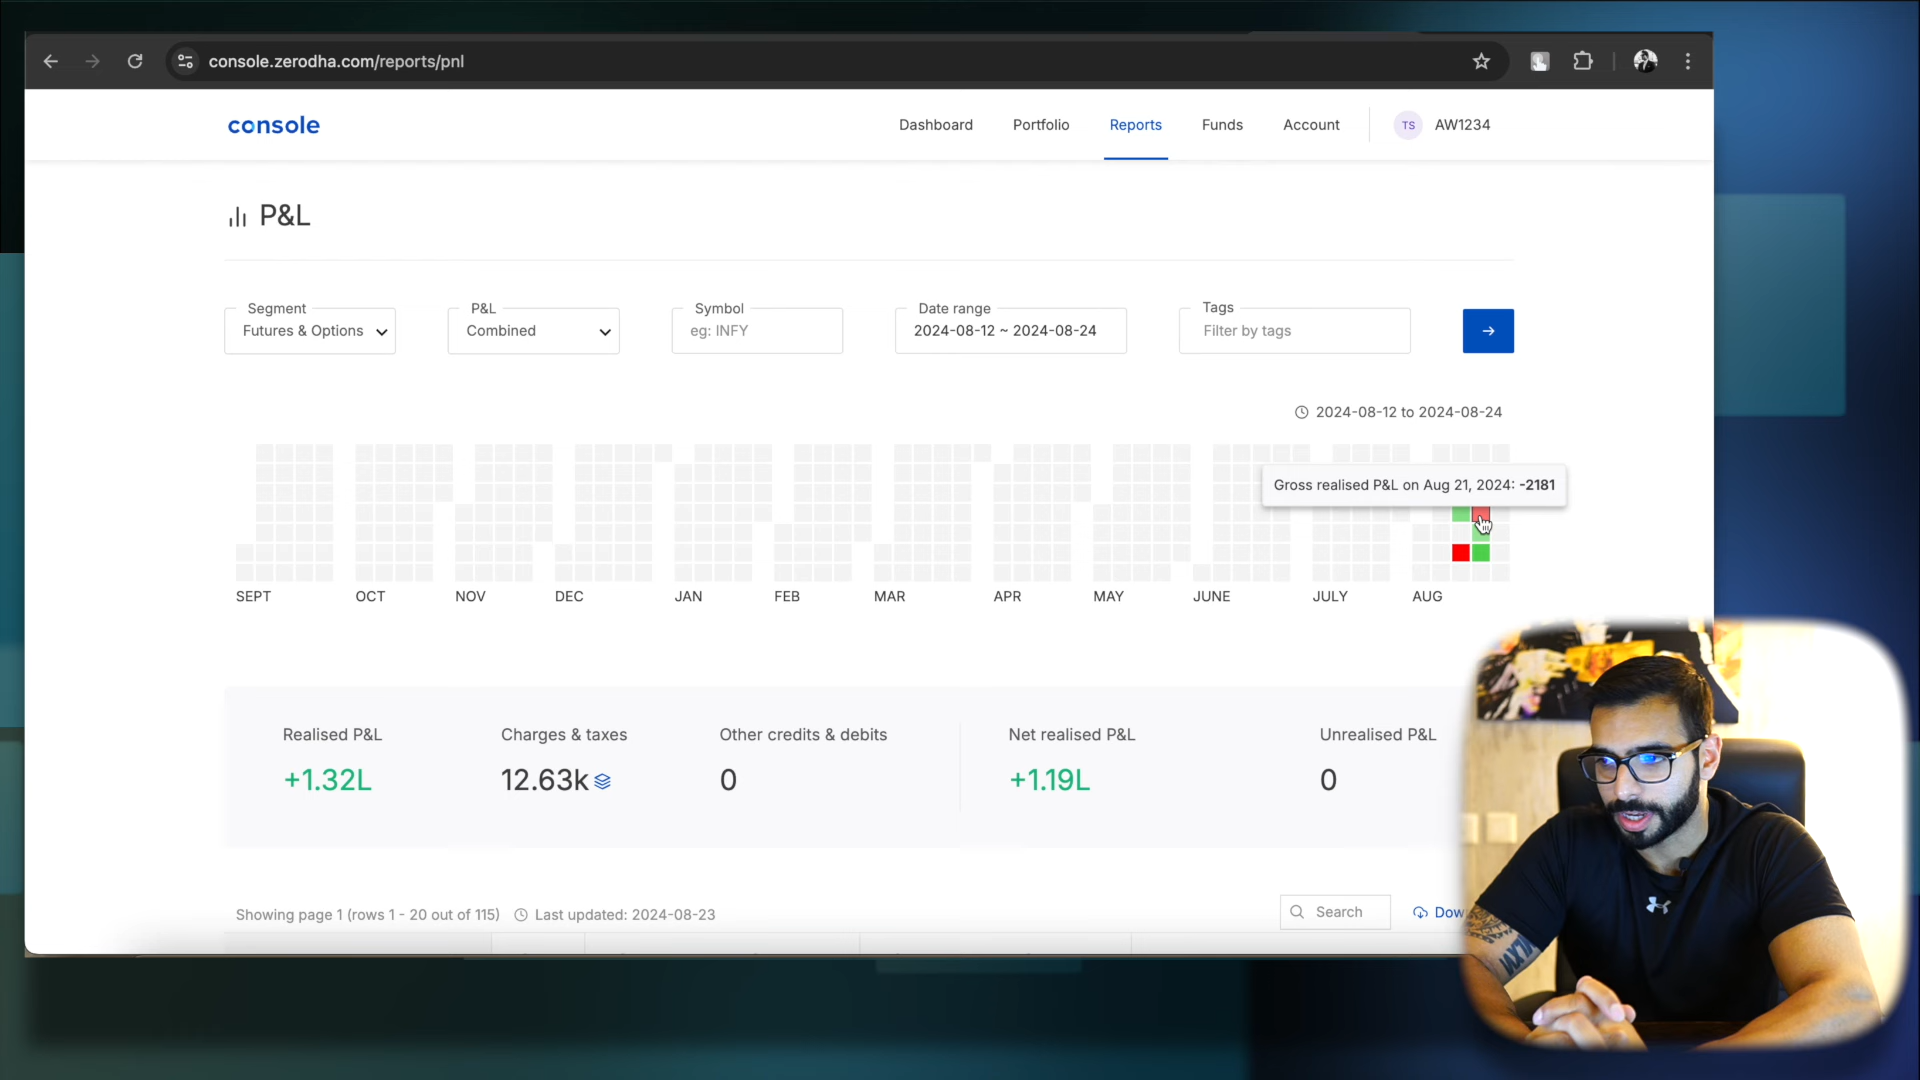 console.zerodha.com/reports/pnl
console
Dashboard
Portfolio
Reports
Funds
Account
TS
AW1234
P&L
Segment
Futures & Options
P&L
Combined
Symbol
eg: INFY
Date range
2024-08-12 ~ 2024-08-24
Tags
Filter by tags
2024-08-12 to 2024-08-24
Gross realised P&L on Aug 21, 2024: -2181
SEPT
OCT
NOV
DEC
JAN
FEB
MAR
APR
MAY
JUNE
JULY
AUG
Realised P&L
+1.32L
Charges & taxes
12.63k
Other credits & debits
0
Net realised P&L
+1.19L
Unrealised P&L
0
Showing page 1 (rows 1 - 20 out of 115)
Last updated: 2024-08-23
Search
Dow